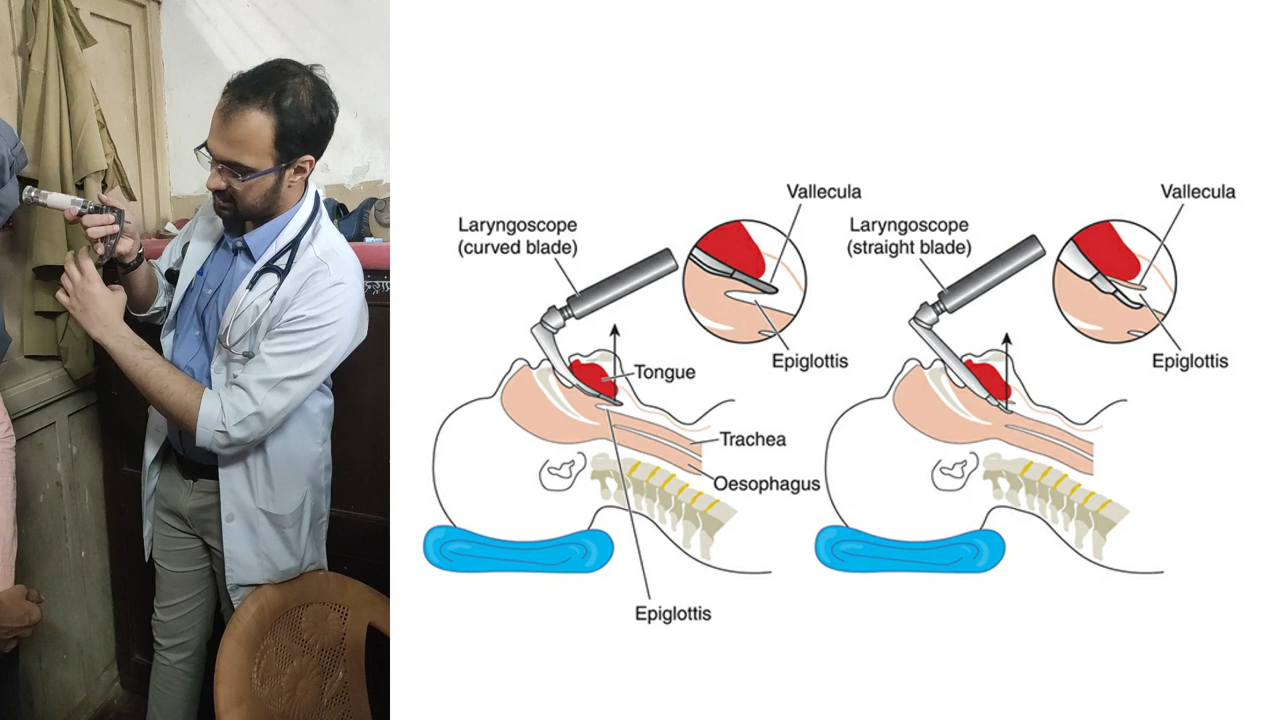 Vallecula
Laryngoscope
(curved blade)
Epiglottis
Tongue
Trachea
Oesophagus
Epiglottis
Vallecula
Laryngoscope
(straight blade)
Epiglottis